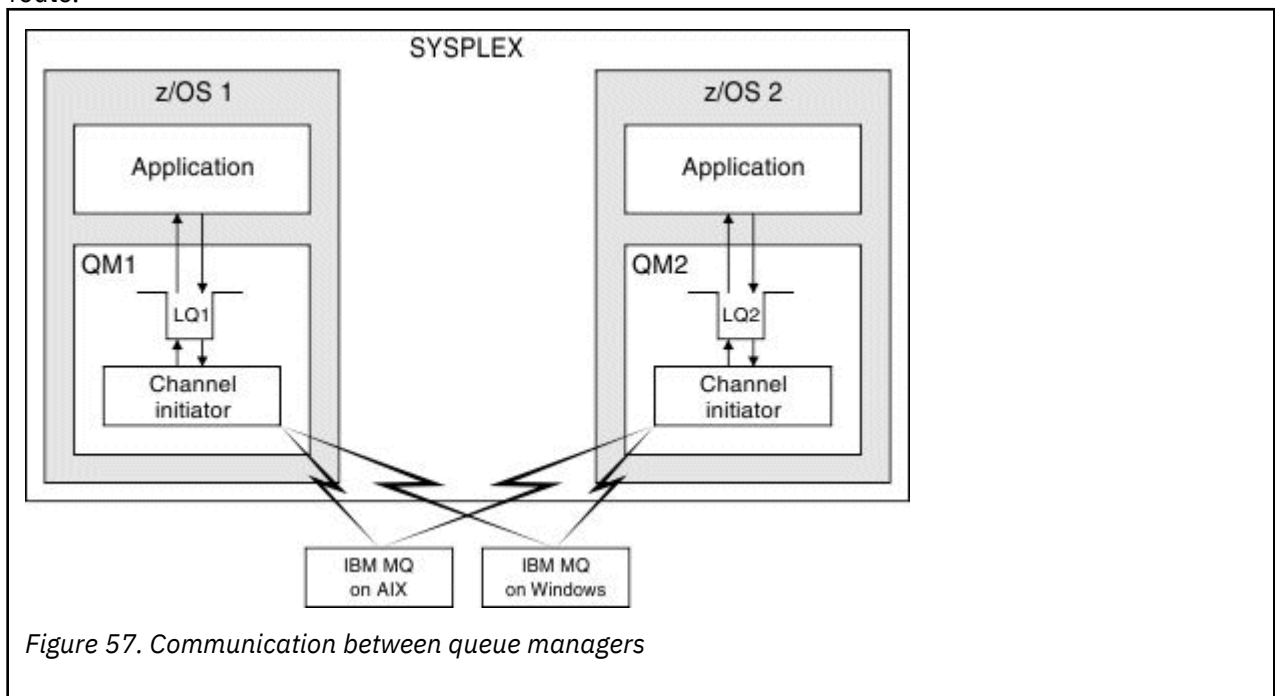 route.
SYSPLEX
z/OS 1
z/OS 2
Application
Application
QM1
QM2
LQ1
LQ2
Channel
initiator
Channel
initiator
IBM MQ
on AIX
IBM MQ
on Windows
Figure 57. Communication between queue managers